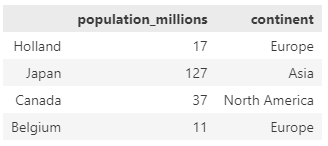 population_millions continent
Holland 17 Europe
Japan 127 Asia
Canada 37 North America
Belgium 11 Europe